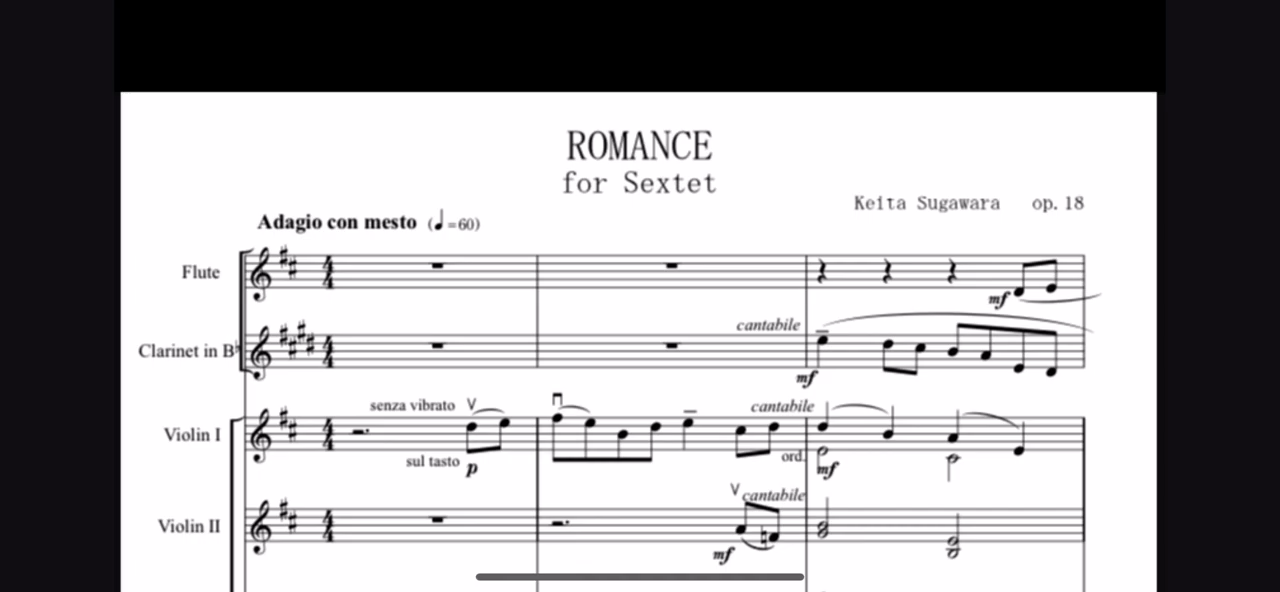 ROMANCE
for Sextet
Keita Sugawara op. 18
Adagio con mesto (♩=60)
Flute
mf
cantabile
Clarinet in B♭
mf
senza vibrato
cantabile
Violin I
sul tasto p
ord.
mf
cantabile
Violin II
mf